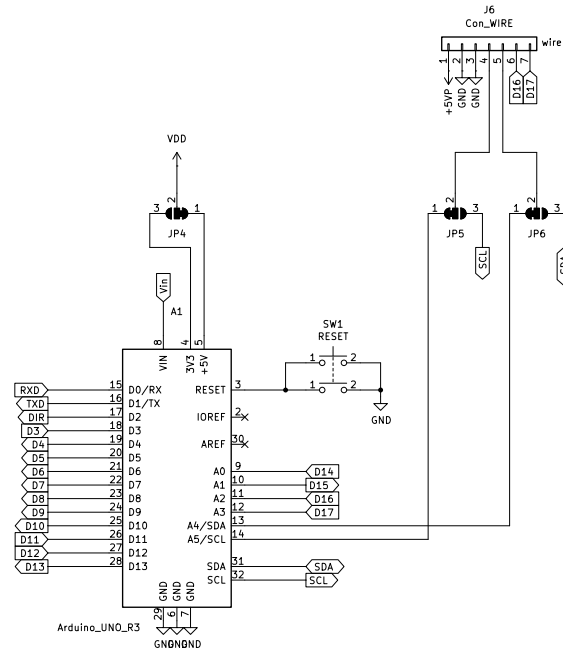 J6
Con_WIRE
wire
1 2 3 4 5 6 7
+5VP GND GND D16 D17
VDD
3 2 1
JP4
1 2 3
JP5
SCL
1 2 3
JP6
SDA
Vin
A1
8 4 5
VIN 3V3 +5V
SW1
RESET
1 2
1 2
GND
RXD 15 D0/RX RESET 3
TXD 16 D1/TX
DIR 17 D2 IOREF 2
D3 18 D3
D4 19 D4 AREF 30
D5 20 D5
D6 21 D6 A0 9 D14
D7 22 D7 A1 10 D15
D8 23 D8 A2 11 D16
D9 24 D9 A3 12 D17
D10 25 D10 A4/SDA 13
D11 26 D11 A5/SCL 14
D12 27 D12
D13 28 D13 SDA 31 SDA
SCL 32 SCL
GND GND GND
29 6 7
Arduino_UNO_R3
GND GND GND